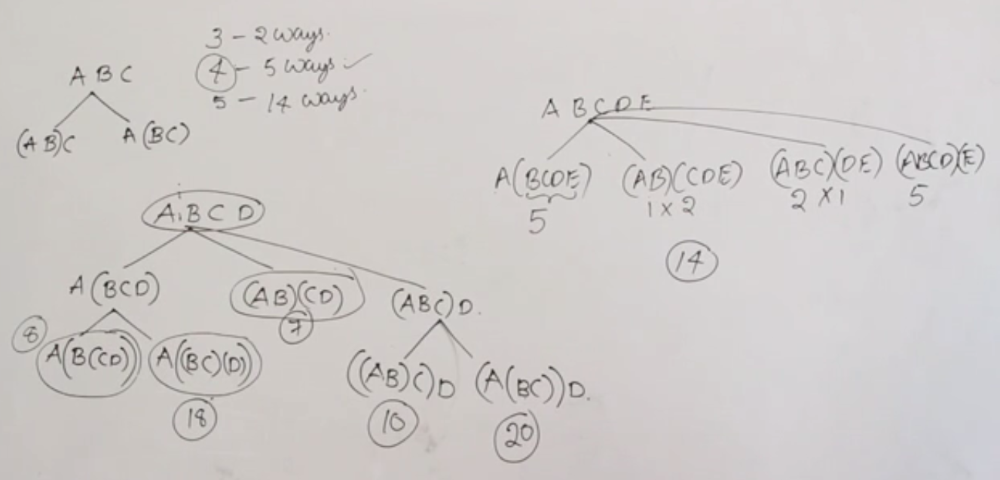 3 - 2 ways.
4 - 5 ways ✓
5 - 14 ways.
A B C
(AB)C A(BC)
A B C D E
A(BCDE) (AB)(CDE) (ABC)(DE) (ABCD)(E)
5 1 x 2 2 x 1 5
14
A B C D
A(BCD) (AB)(CD) (ABC)D.
7
8
A(B(CD)) A((BC)(D)) ((AB)C)D (A(BC))D.
18 10 20